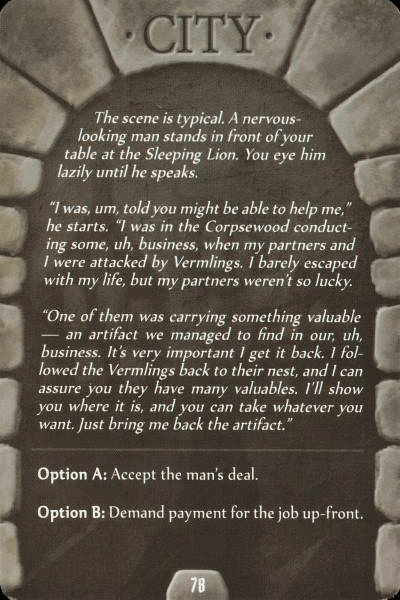 · CITY ·
The scene is typical. A nervous-
looking man stands in front of your
table at the Sleeping Lion. You eye him
lazily until he speaks.
“I was, um, told you might be able to help me,”
he starts. “I was in the Corpsewood conduct-
ing some, uh, business, when my partners and
I were attacked by Vermlings. I barely escaped
with my life, but my partners weren’t so lucky.
“One of them was carrying something valuable
— an artifact we managed to find in our, uh,
business. It’s very important I get it back. I fol-
lowed the Vermlings back to their nest, and I can
assure you they have many valuables. I’ll show
you where it is, and you can take whatever you
want. Just bring me back the artifact.”
Option A: Accept the man’s deal.
Option B: Demand payment for the job up-front.
78